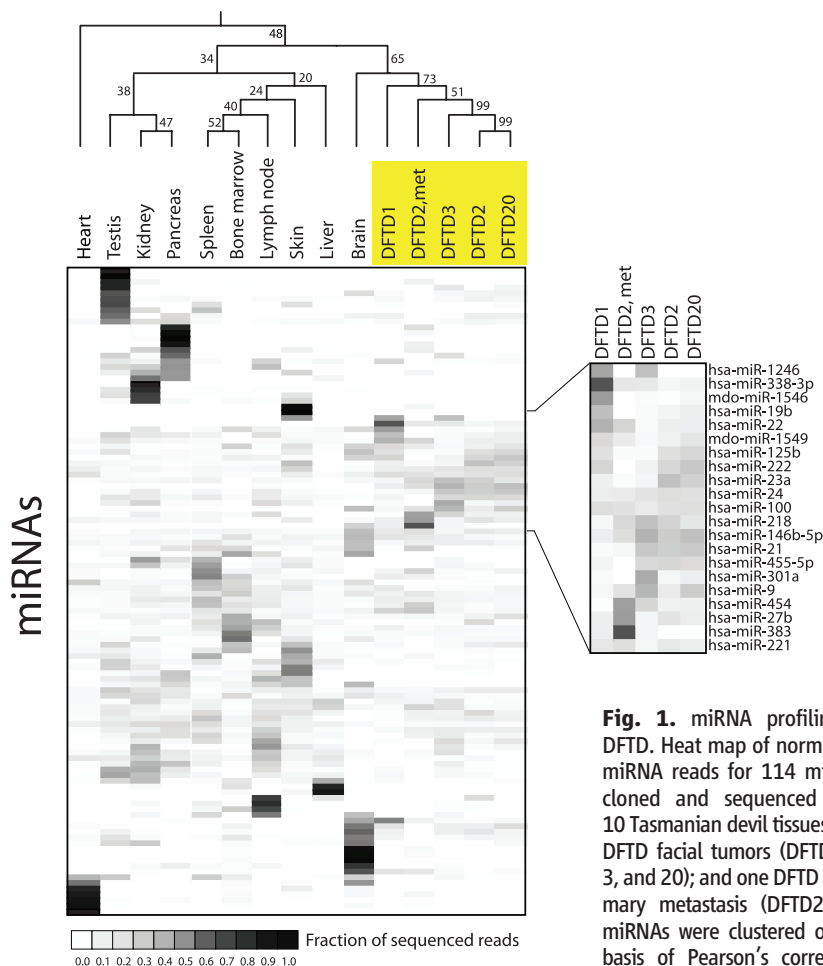 48
34
65
20
73
38
24
51
40
99
47
52
99
Heart
Testis
Kidney
Pancreas
Spleen
Bone marrow
Lymph node
Skin
Liver
Brain
DFTD1
DFTD2,met
DFTD3
DFTD2
DFTD20
miRNAs
DFTD1
DFTD2, met
DFTD3
DFTD2
DFTD20
hsa-miR-1246
hsa-miR-338-3p
mdo-miR-1546
hsa-miR-19b
hsa-miR-22
mdo-miR-1549
hsa-miR-125b
hsa-miR-222
hsa-miR-23a
hsa-miR-24
hsa-miR-100
hsa-miR-218
hsa-miR-146b-5p
hsa-miR-21
hsa-miR-455-5p
hsa-miR-301a
hsa-miR-9
hsa-miR-454
hsa-miR-27b
hsa-miR-383
hsa-miR-221
Fraction of sequenced reads
0.0 0.1 0.2 0.3 0.4 0.5 0.6 0.7 0.8 0.9 1.0
Fig. 1. miRNA profilin
DFTD. Heat map of norm
miRNA reads for 114 mi
cloned and sequenced
10 Tasmanian devil tissues
DFTD facial tumors (DFTD
3, and 20); and one DFTD
mary metastasis (DFTD2
miRNAs were clustered o
basis of Pearson's corre